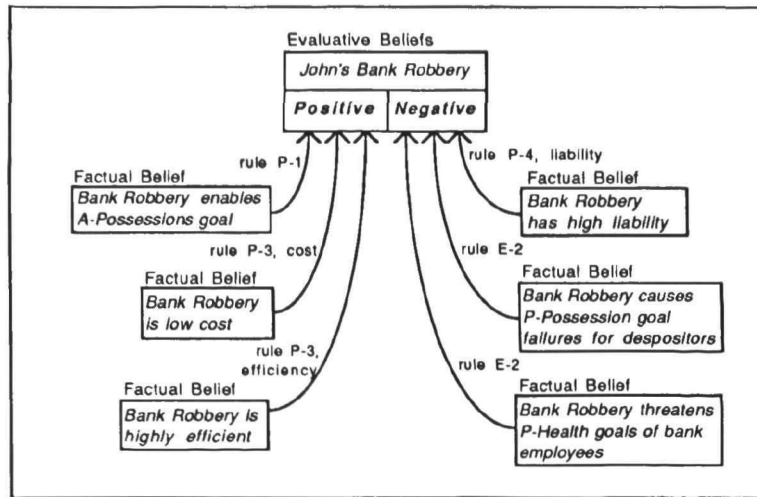 Evaluative Beliefs
John's Bank Robbery
Positive Negative
rule P-1
Factual Belief
Bank Robbery enables
A-Possessions goal
rule P-3, cost
Factual Belief
Bank Robbery
is low cost
rule P-3,
efficiency
Factual Belief
Bank Robbery is
highly efficient
rule P-4, liability
Factual Belief
Bank Robbery
has high liability
rule E-2
Factual Belief
Bank Robbery causes
P-Possession goal
failures for despositors
rule E-2
Factual Belief
Bank Robbery threatens
P-Health goals of bank
employees